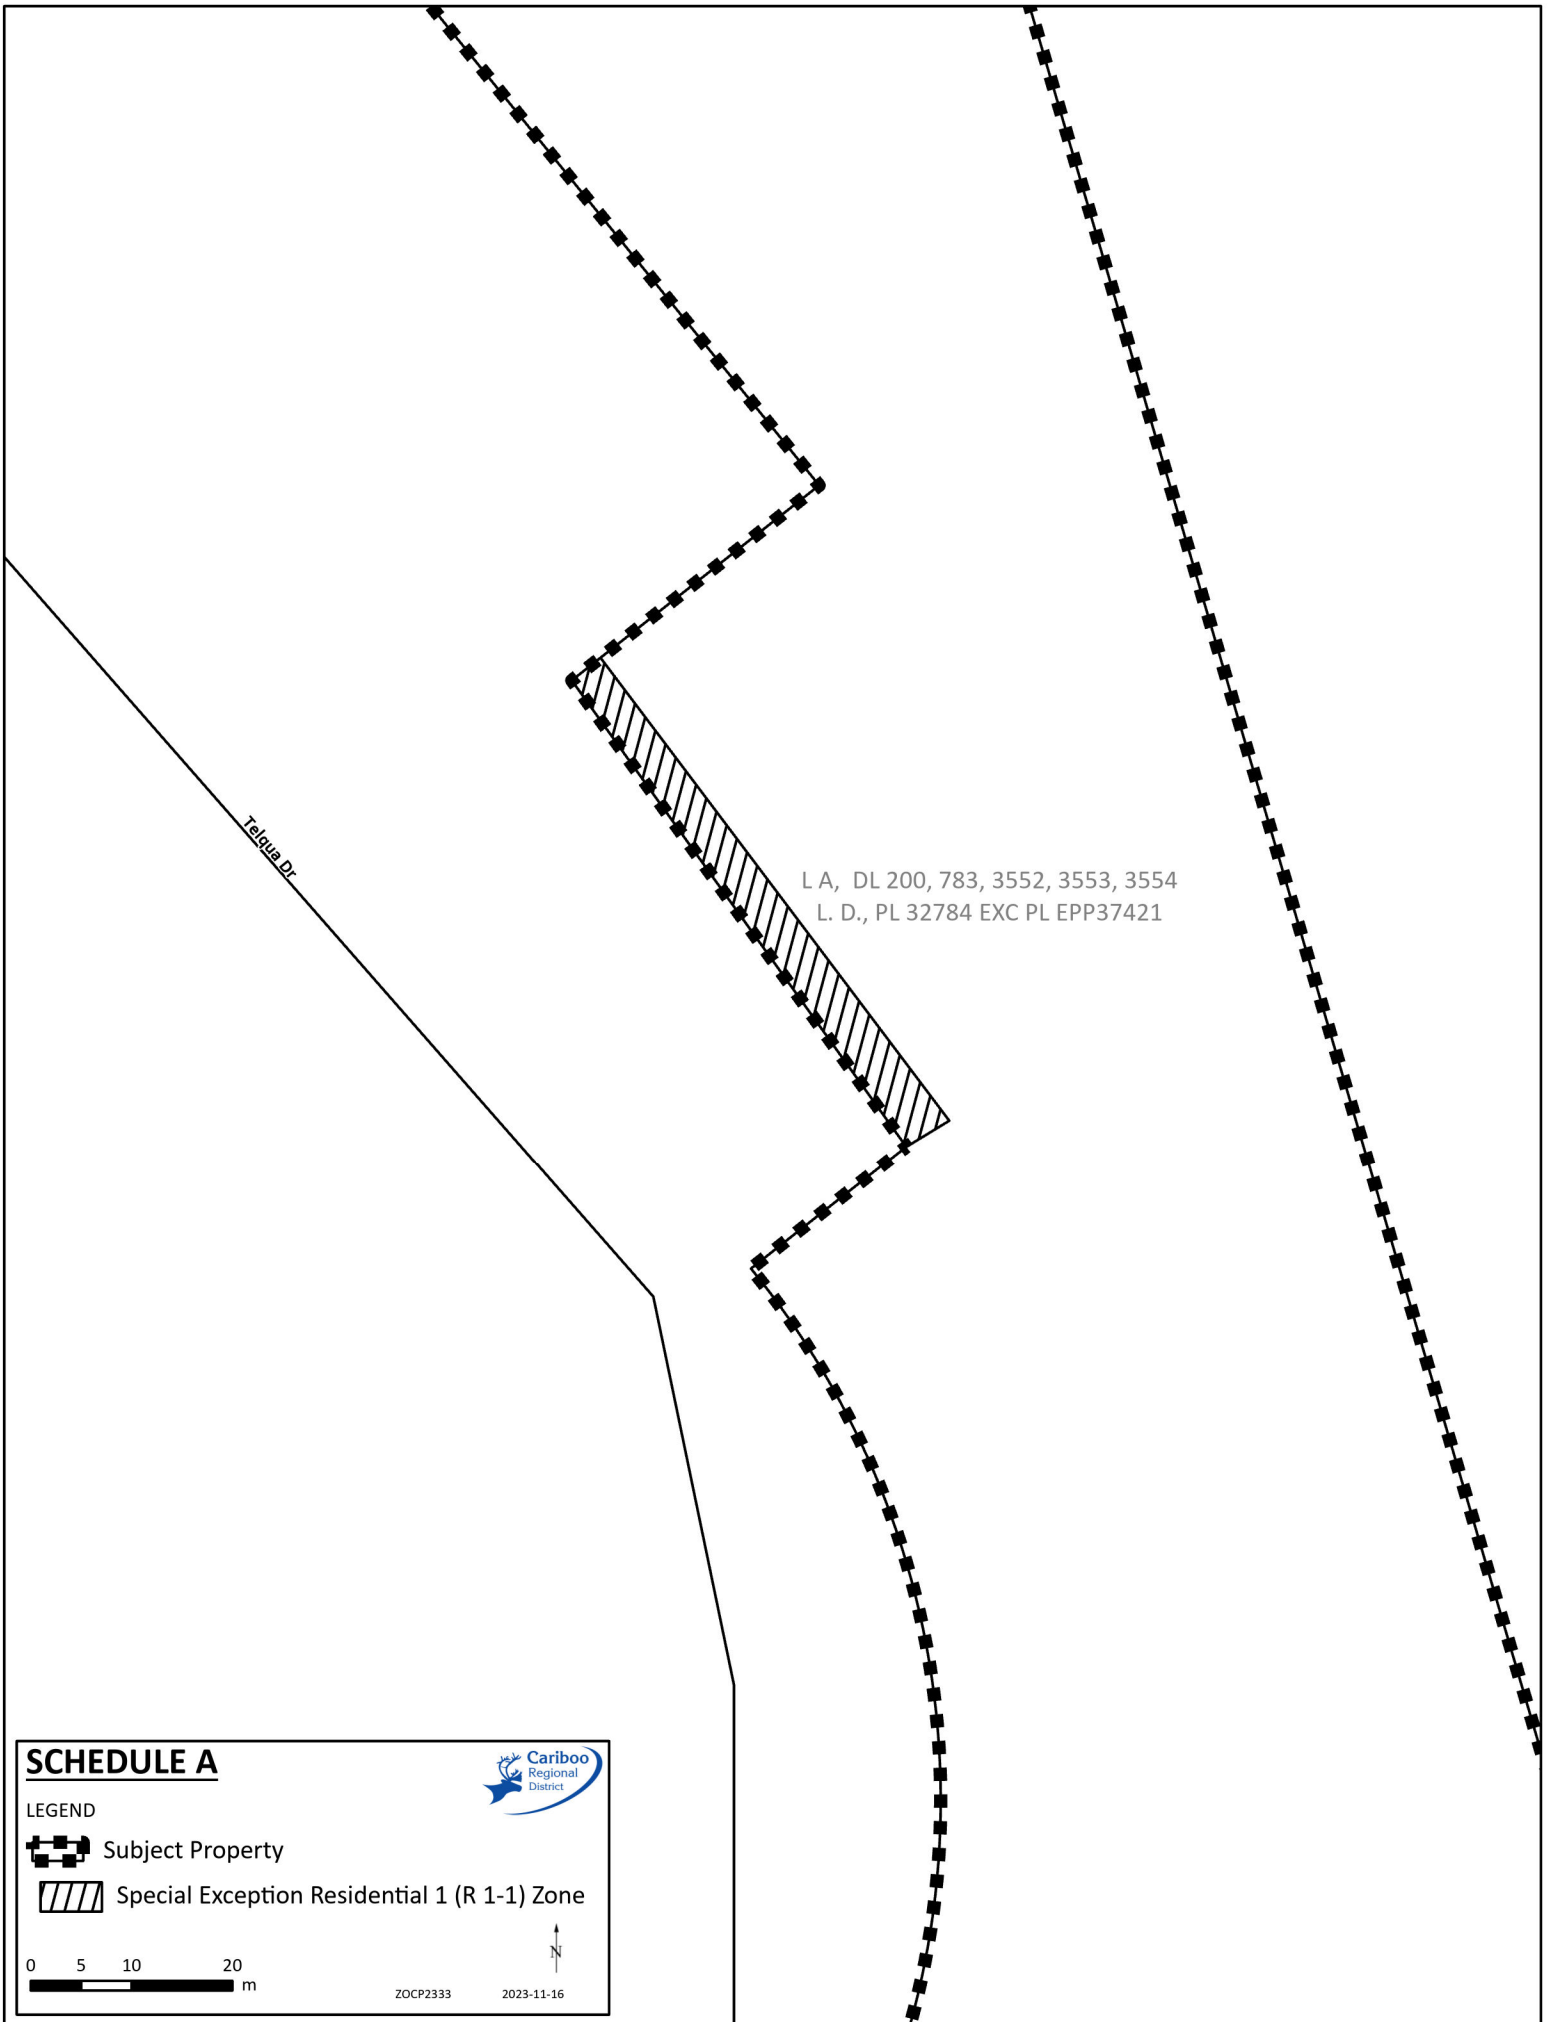 Telqua Dr
L A, DL 200, 783, 3552, 3553, 3554
L. D., PL 32784 EXC PL EPP37421
SCHEDULE A
Cariboo
Regional
District
LEGEND
Subject Property
Special Exception Residential 1 (R 1-1) Zone
N
0 5 10 20
m
ZOCP2333 2023-11-16